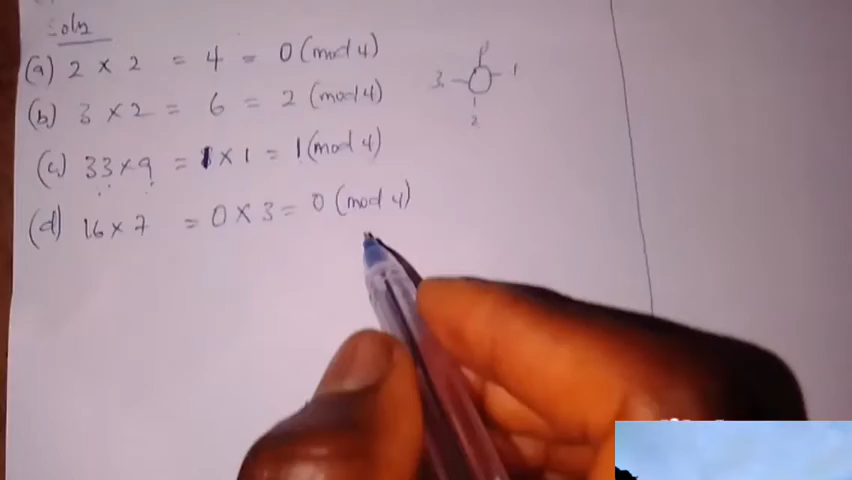 Soln
(a) 2 × 2 = 4 = 0 (mod 4)
(b) 3 × 2 = 6 = 2 (mod 4)
(c) 33 × 9 = 1 × 1 = 1 (mod 4)
(d) 16 × 7 = 0 × 3 = 0 (mod 4)
0
3 1
2